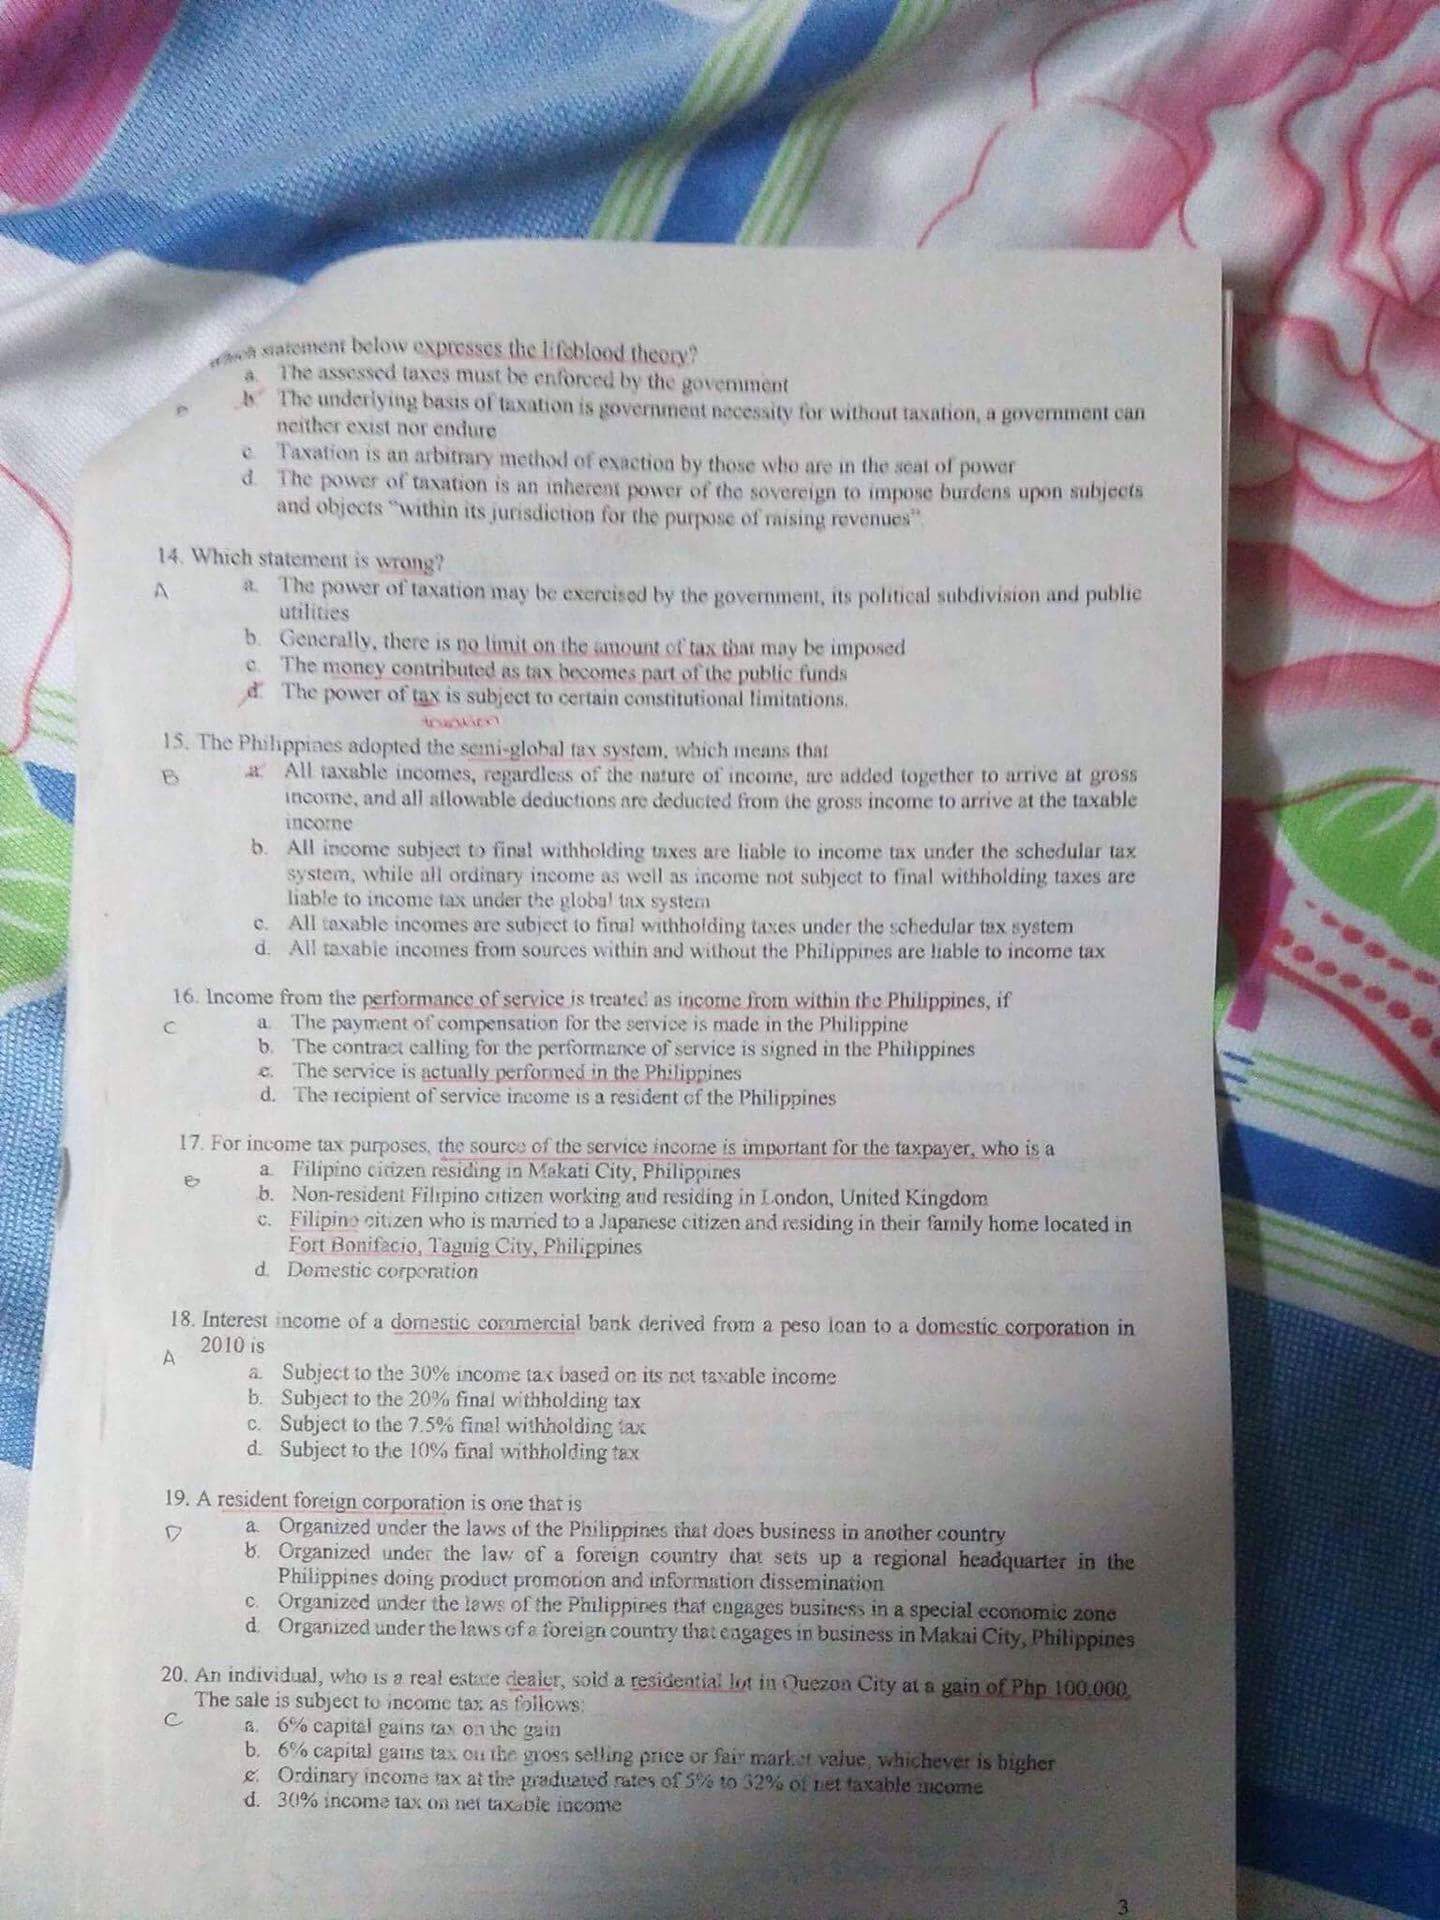 statement below expresses the lifeblood theory?
a. The assessed taxes must be enforced by the government
b. The underlying basis of taxation is government necessity for without taxation, a government can
neither exist nor endure
c. Taxation is an arbitrary method of exaction by those who are in the seat of power
d. The power of taxation is an inherent power of the sovereign to impose burdens upon subjects
and objects "within its jurisdiction for the purpose of raising revenues".
14. Which statement is wrong?
A
a. The power of taxation may be exercised by the government, its political subdivision and public
utilities
b. Generally, there is no limit on the amount of tax that may be imposed
c. The money contributed as tax becomes part of the public funds
d. The power of tax is subject to certain constitutional limitations.
taxation
15. The Philippines adopted the semi-global tax system, which means that
B
a. All taxable incomes, regardless of the nature of income, are added together to arrive at gross
income, and all allowable deductions are deducted from the gross income to arrive at the taxable
income
b. All income subject to final withholding taxes are liable to income tax under the schedular tax
system, while all ordinary income as well as income not subject to final withholding taxes are
liable to income tax under the global tax system
c. All taxable incomes are subject to final withholding taxes under the schedular tax system
d. All taxable incomes from sources within and without the Philippines are liable to income tax
16. Income from the performance of service is treated as income from within the Philippines, if
C
a. The payment of compensation for the service is made in the Philippine
b. The contract calling for the performance of service is signed in the Philippines
c. The service is actually performed in the Philippines
d. The recipient of service income is a resident of the Philippines
17. For income tax purposes, the source of the service income is important for the taxpayer, who is a
B
a. Filipino citizen residing in Makati City, Philippines
b. Non-resident Filipino citizen working and residing in London, United Kingdom
c. Filipino citizen who is married to a Japanese citizen and residing in their family home located in
Fort Bonifacio, Taguig City, Philippines
d. Domestic corporation
18. Interest income of a domestic commercial bank derived from a peso loan to a domestic corporation in
2010 is
A
a. Subject to the 30% income tax based on its net taxable income
b. Subject to the 20% final withholding tax
c. Subject to the 7.5% final withholding tax
d. Subject to the 10% final withholding tax
19. A resident foreign corporation is one that is
D
a. Organized under the laws of the Philippines that does business in another country
b. Organized under the law of a foreign country that sets up a regional headquarter in the
Philippines doing product promotion and information dissemination
c. Organized under the laws of the Philippines that engages business in a special economic zone
d. Organized under the laws of a foreign country that engages in business in Makai City, Philippines
20. An individual, who is a real estate dealer, sold a residential lot in Quezon City at a gain of Php 100,000.
The sale is subject to income tax as follows:
C
a. 6% capital gains tax on the gain
b. 6% capital gains tax on the gross selling price or fair market value, whichever is higher
c. Ordinary income tax at the graduated rates of 5% to 32% of net taxable income
d. 30% income tax on net taxable income
3